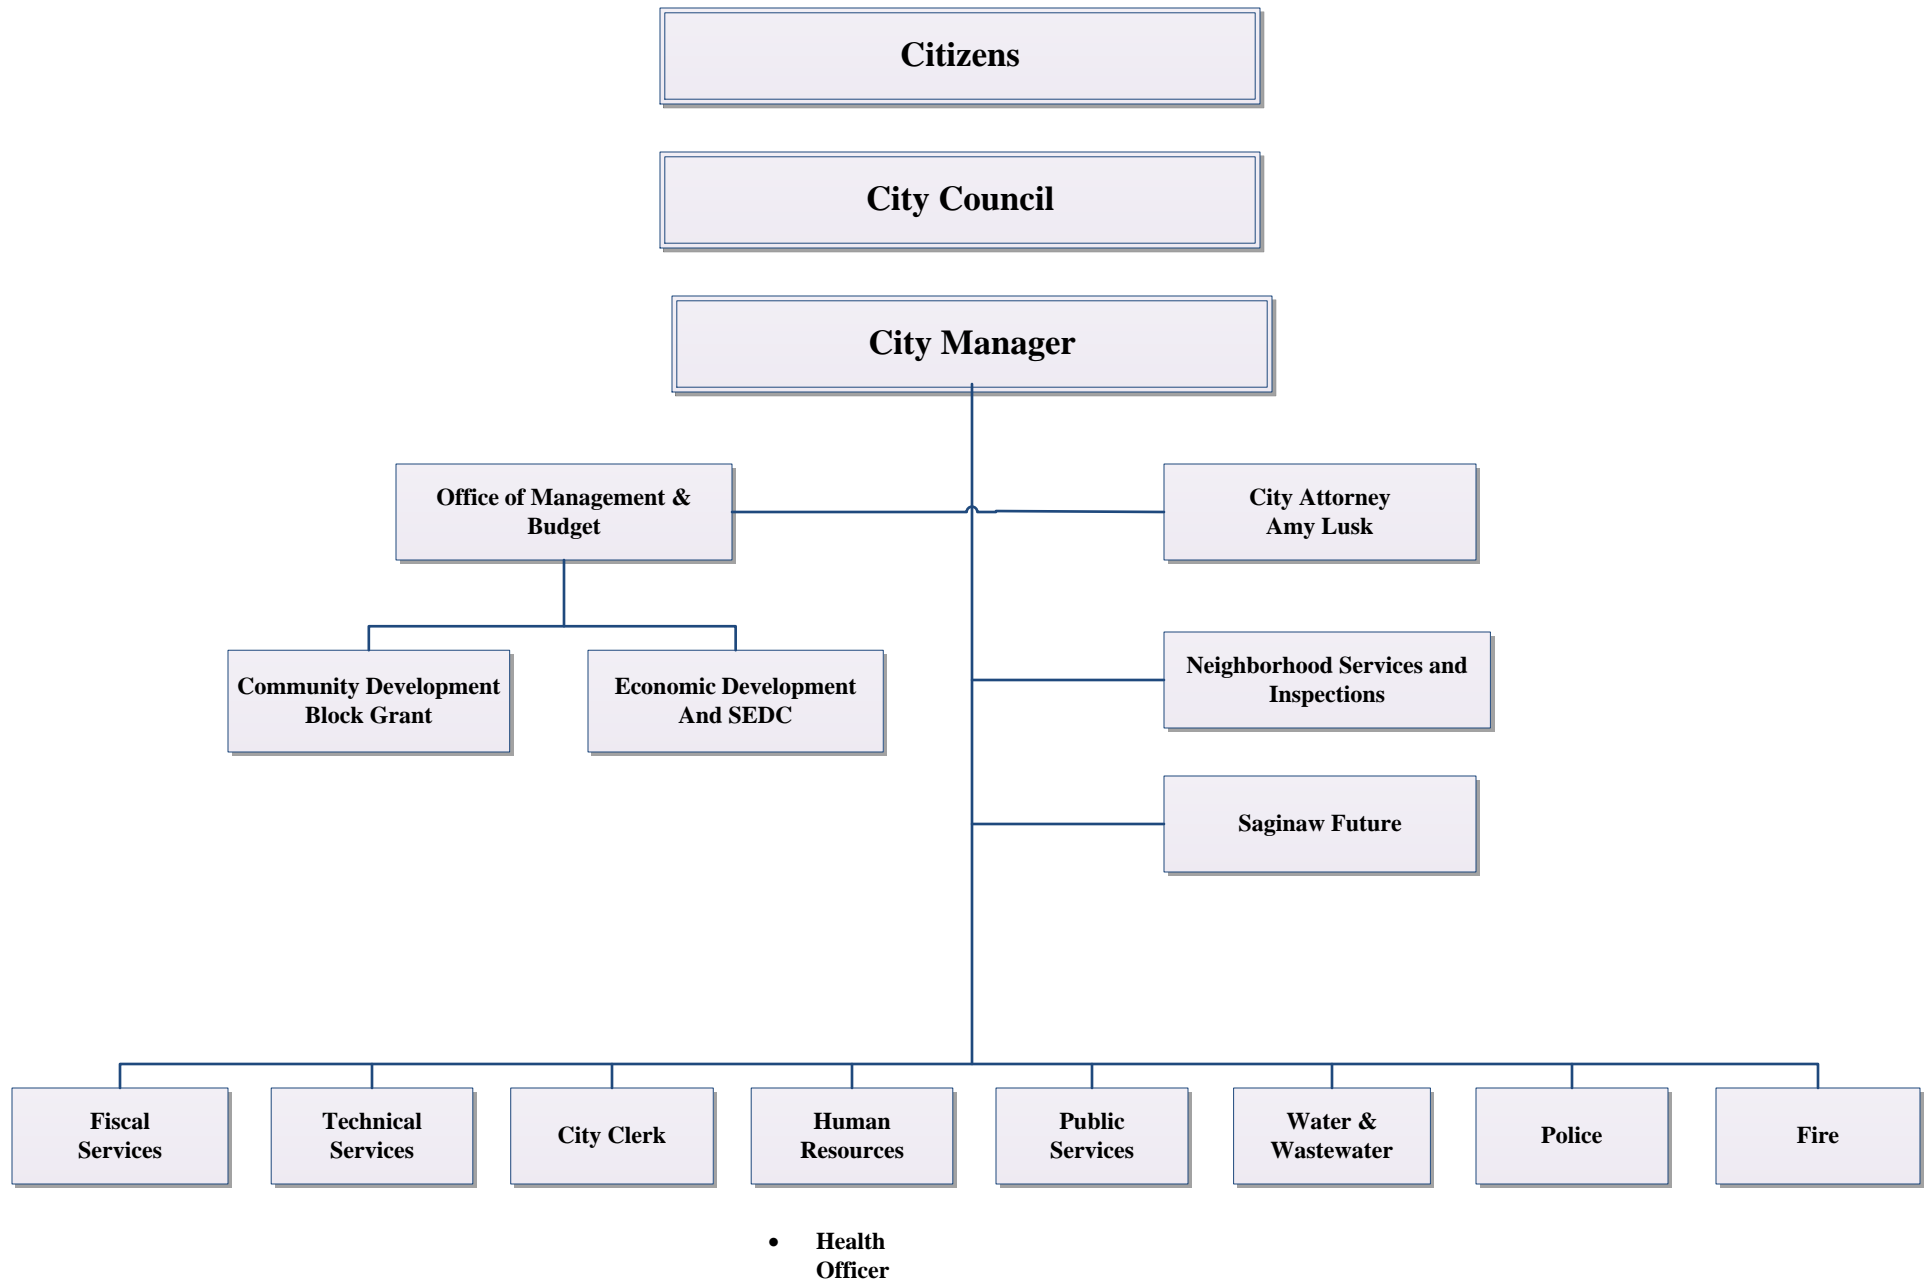 Citizens
City Council
City Manager
Office of Management &
Budget
City Attorney
Amy Lusk
Community Development
Block Grant
Economic Development
And SEDC
Neighborhood Services and
Inspections
Saginaw Future
Fiscal
Services
Technical
Services
City Clerk
Human
Resources
Public
Services
Water &
Wastewater
Police
Fire
• Health
Officer